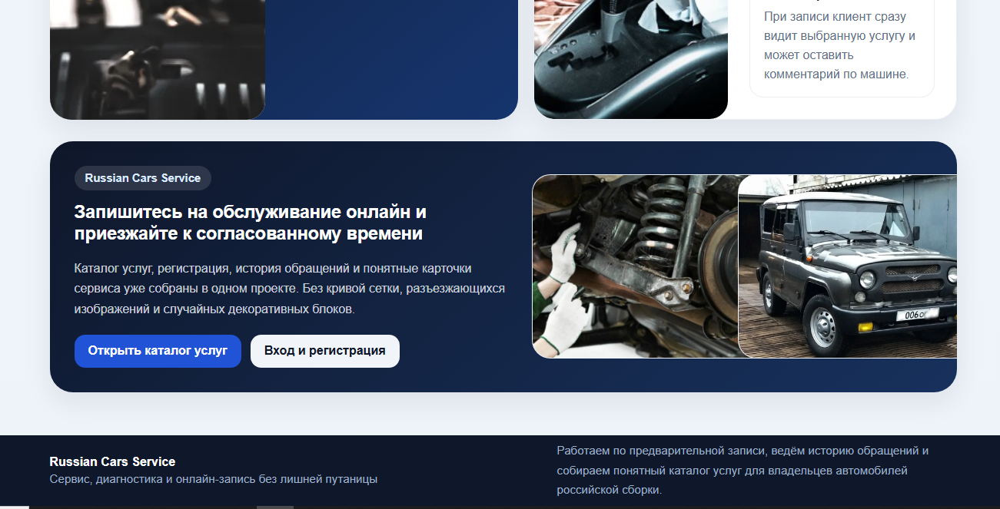 При записи клиент сразу
видит выбранную услугу и
может оставить
комментарий по машине.
Russian Cars Service
Запишитесь на обслуживание онлайн и
приезжайте к согласованному времени
Каталог услуг, регистрация, история обращений и понятные карточки
сервиса уже собраны в одном проекте. Без кривой сетки, разъезжающихся
изображений и случайных декоративных блоков.
Открыть каталог услуг
Вход и регистрация
006
Russian Cars Service
Сервис, диагностика и онлайн-запись без лишней путаницы
Работаем по предварительной записи, ведём историю обращений и
собираем понятный каталог услуг для владельцев автомобилей
российской сборки.